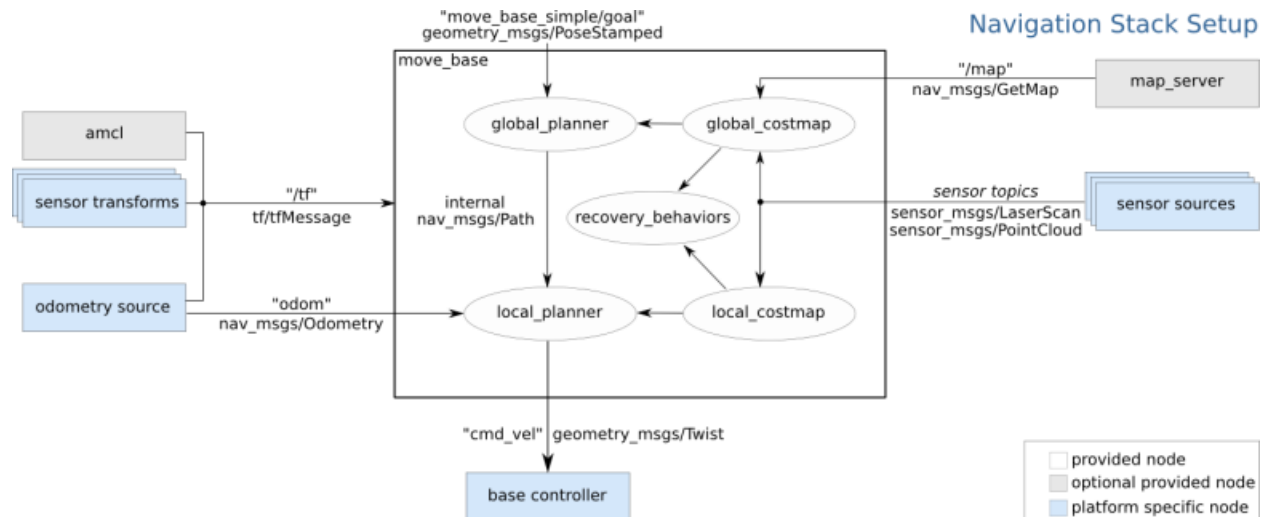 Navigation Stack Setup
"move_base_simple/goal"
geometry_msgs/PoseStamped
move_base
"/map"
nav_msgs/GetMap
map_server
amcl
global_planner
global_costmap
sensor transforms
"/tf"
tf/tfMessage
internal
nav_msgs/Path
recovery_behaviors
sensor topics
sensor_msgs/LaserScan
sensor_msgs/PointCloud
sensor sources
odometry source
"odom"
nav_msgs/Odometry
local_planner
local_costmap
"cmd_vel" geometry_msgs/Twist
base controller
provided node
optional provided node
platform specific node